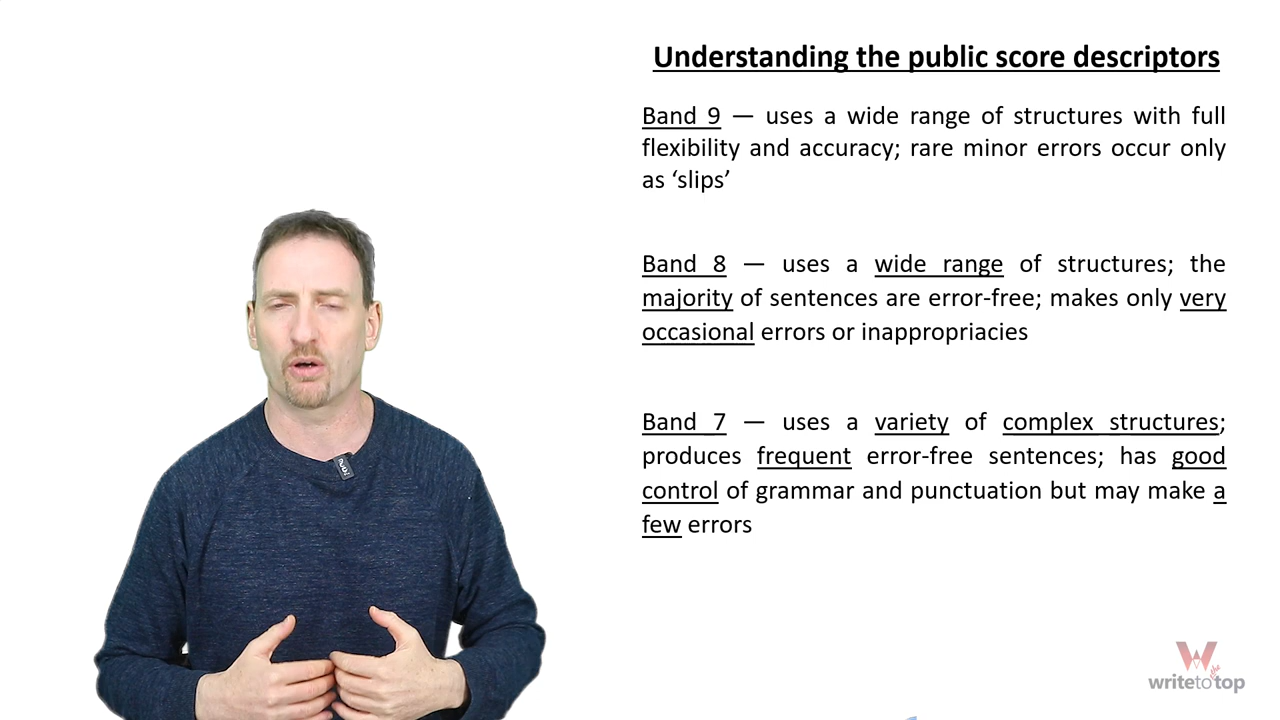 Understanding the public score descriptors
Band 9 — uses a wide range of structures with full
flexibility and accuracy; rare minor errors occur only
as ‘slips’
Band 8 — uses a wide range of structures; the
majority of sentences are error-free; makes only very
occasional errors or inappropriacies
Band 7 — uses a variety of complex structures;
produces frequent error-free sentences; has good
control of grammar and punctuation but may make a
few errors
W
writetothetop